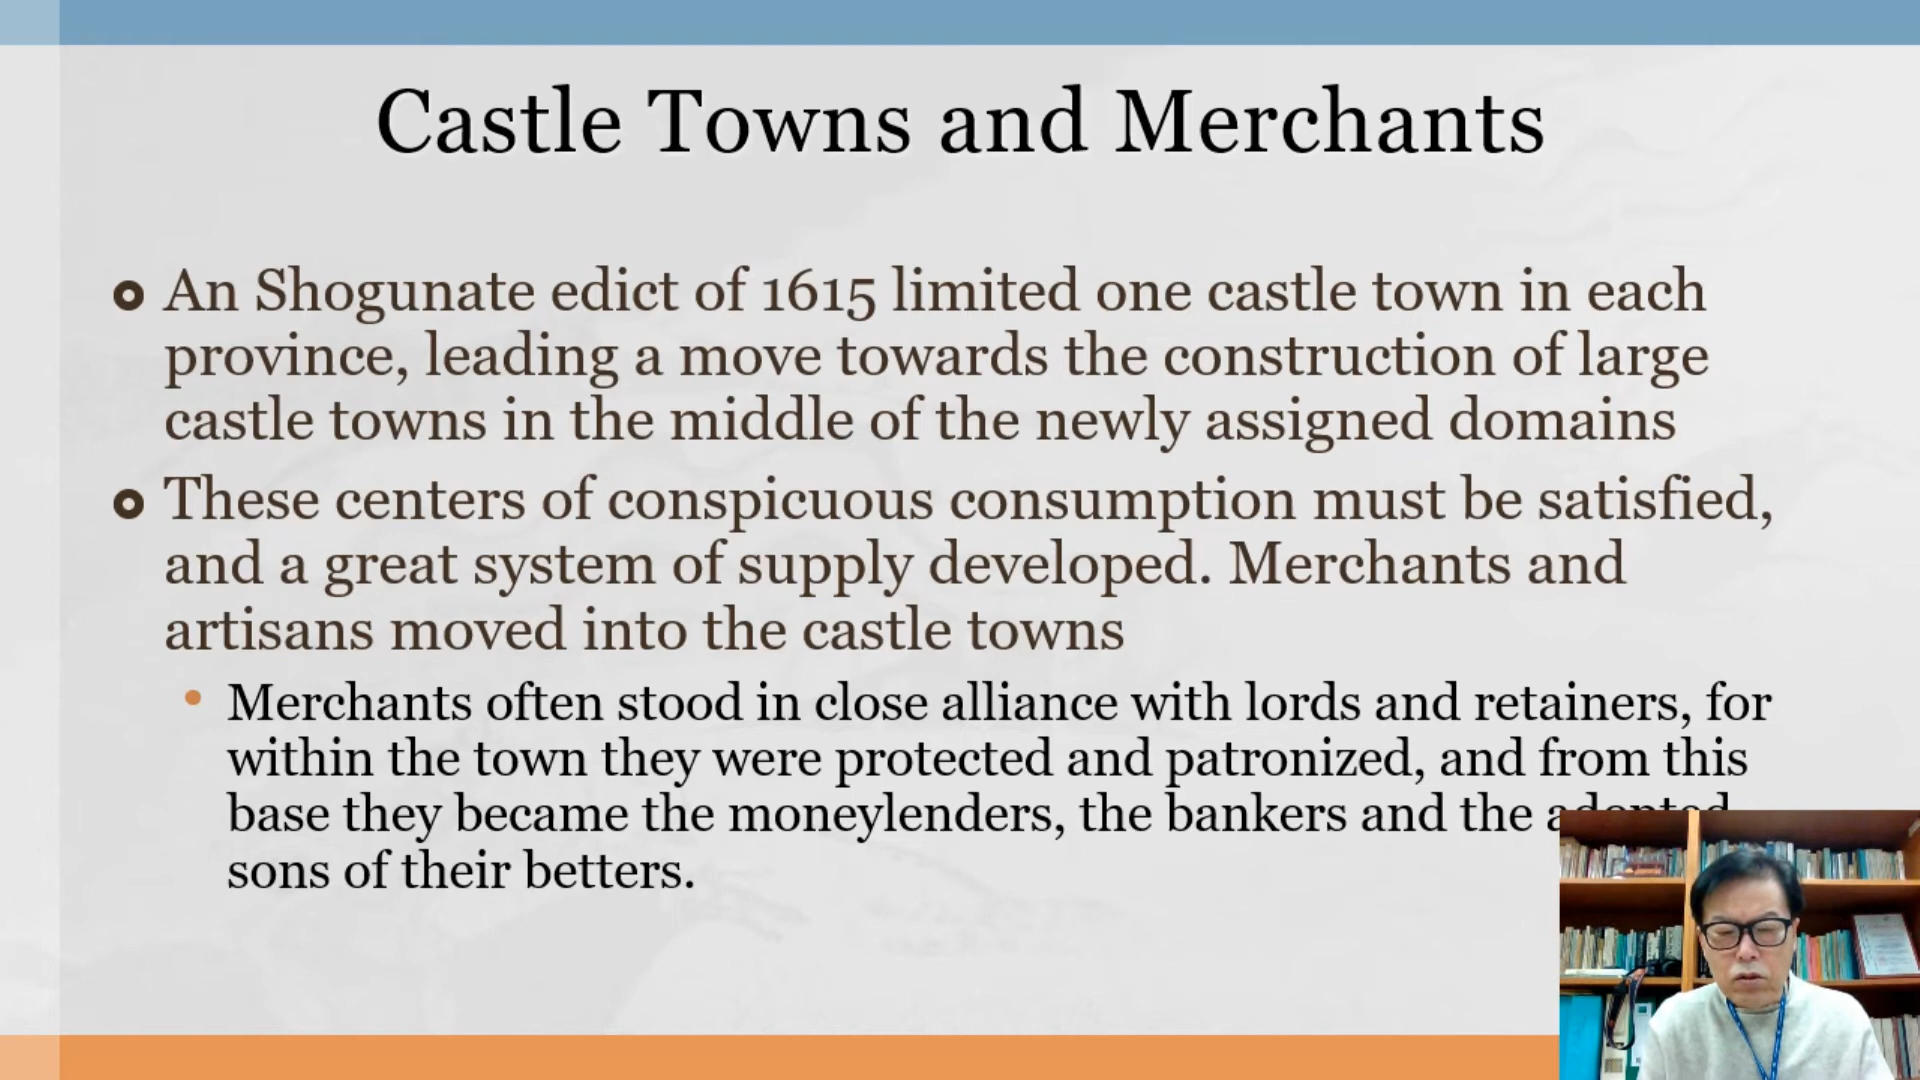 Castle Towns and Merchants
An Shogunate edict of 1615 limited one castle town in each
province, leading a move towards the construction of large
castle towns in the middle of the newly assigned domains
These centers of conspicuous consumption must be satisfied,
and a great system of supply developed. Merchants and
artisans moved into the castle towns
Merchants often stood in close alliance with lords and retainers, for
within the town they were protected and patronized, and from this
base they became the moneylenders, the bankers and the adopted
sons of their betters.